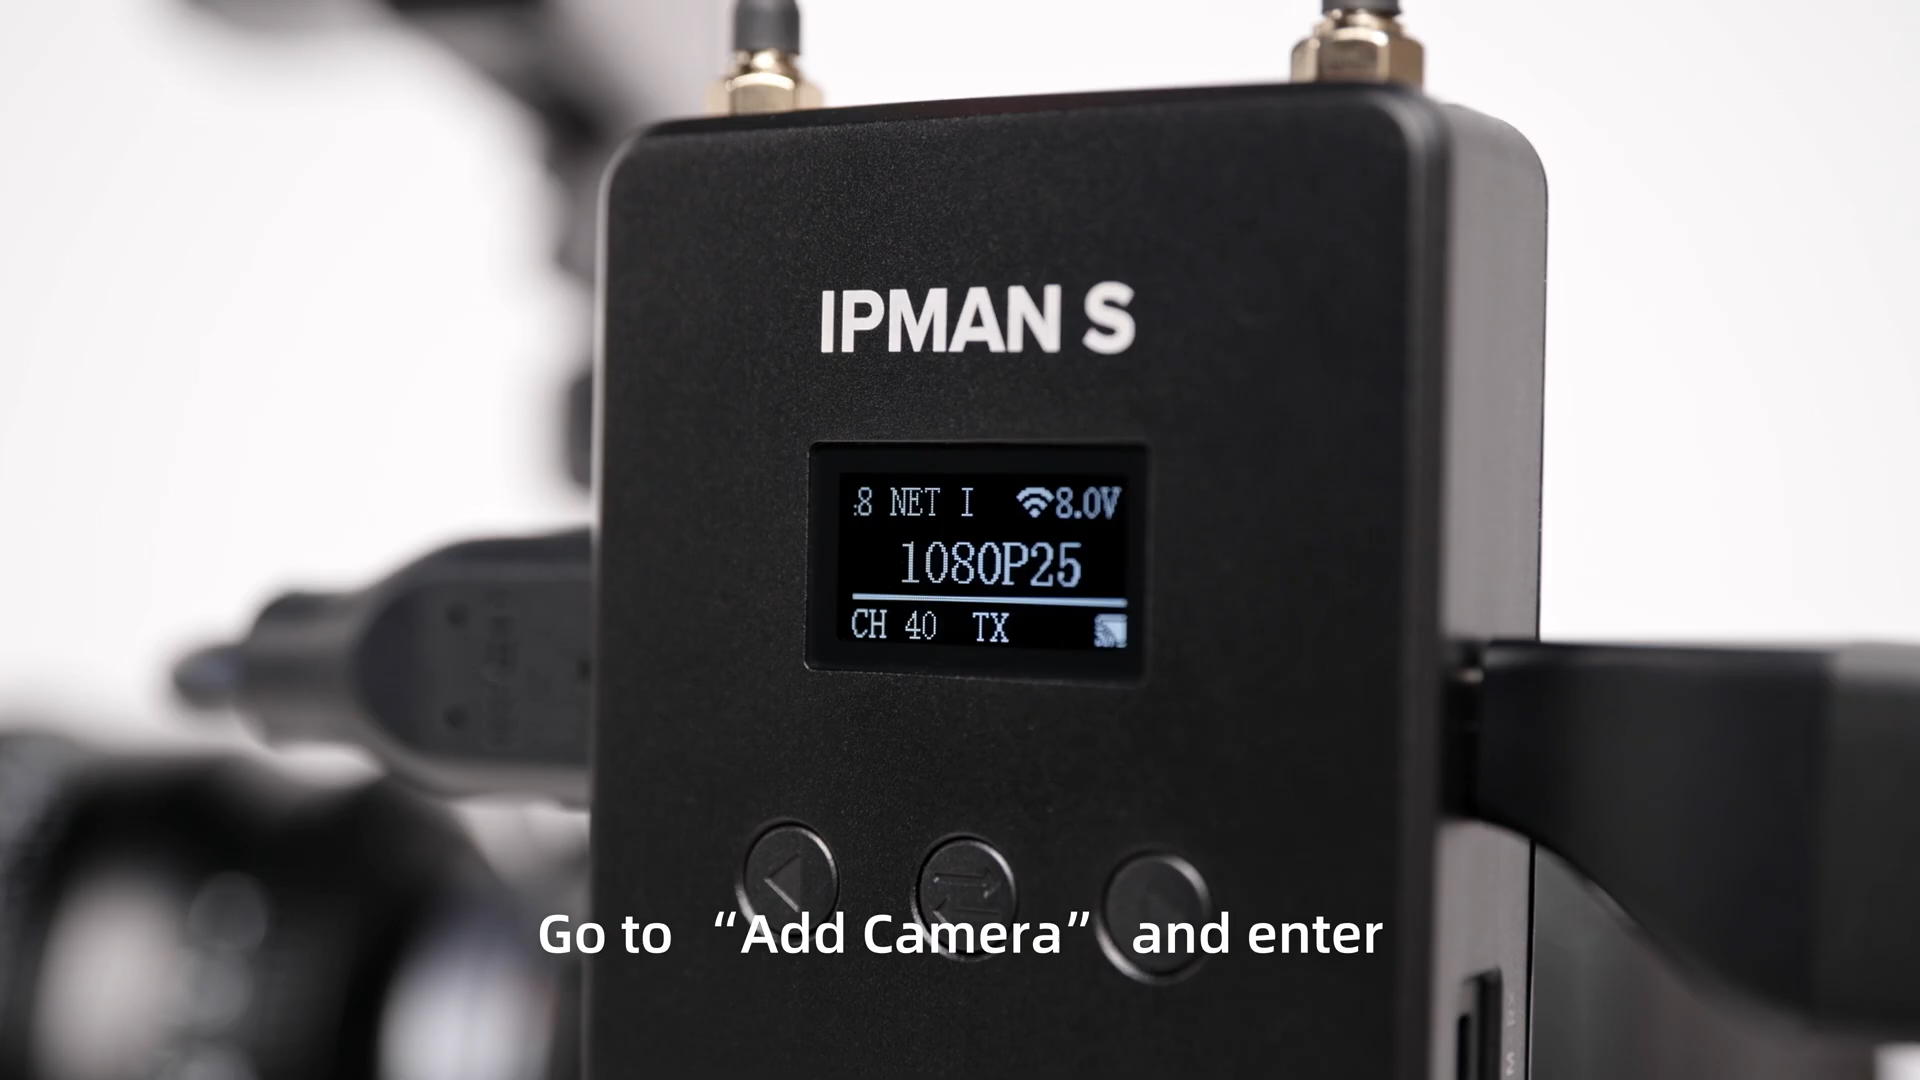 IPMAN S
:8 NET I 8.0V
1080P25
CH 40 TX
Go to “Add Camera” and enter